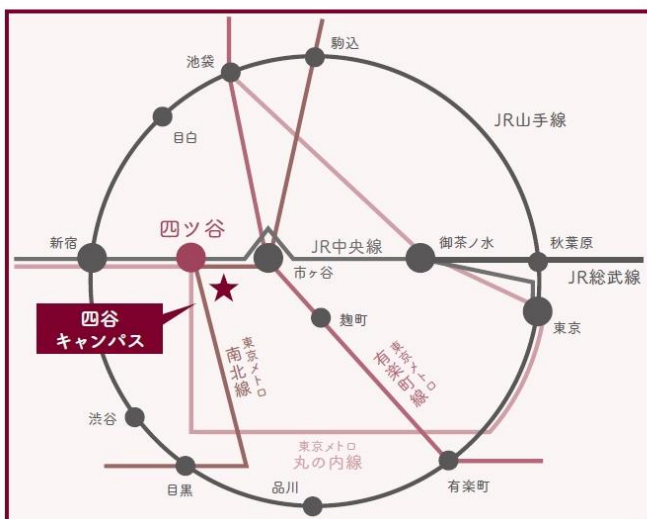 駒込
池袋
JR山手線
目白
新宿
四ツ谷
JR中央線
御茶ノ水
秋葉原
市ヶ谷
JR総武線
四谷
キャンパス
麹町
東京
東京メトロ
南北線
東京メトロ
有楽町線
渋谷
東京メトロ
丸の内線
目黒
品川
有楽町